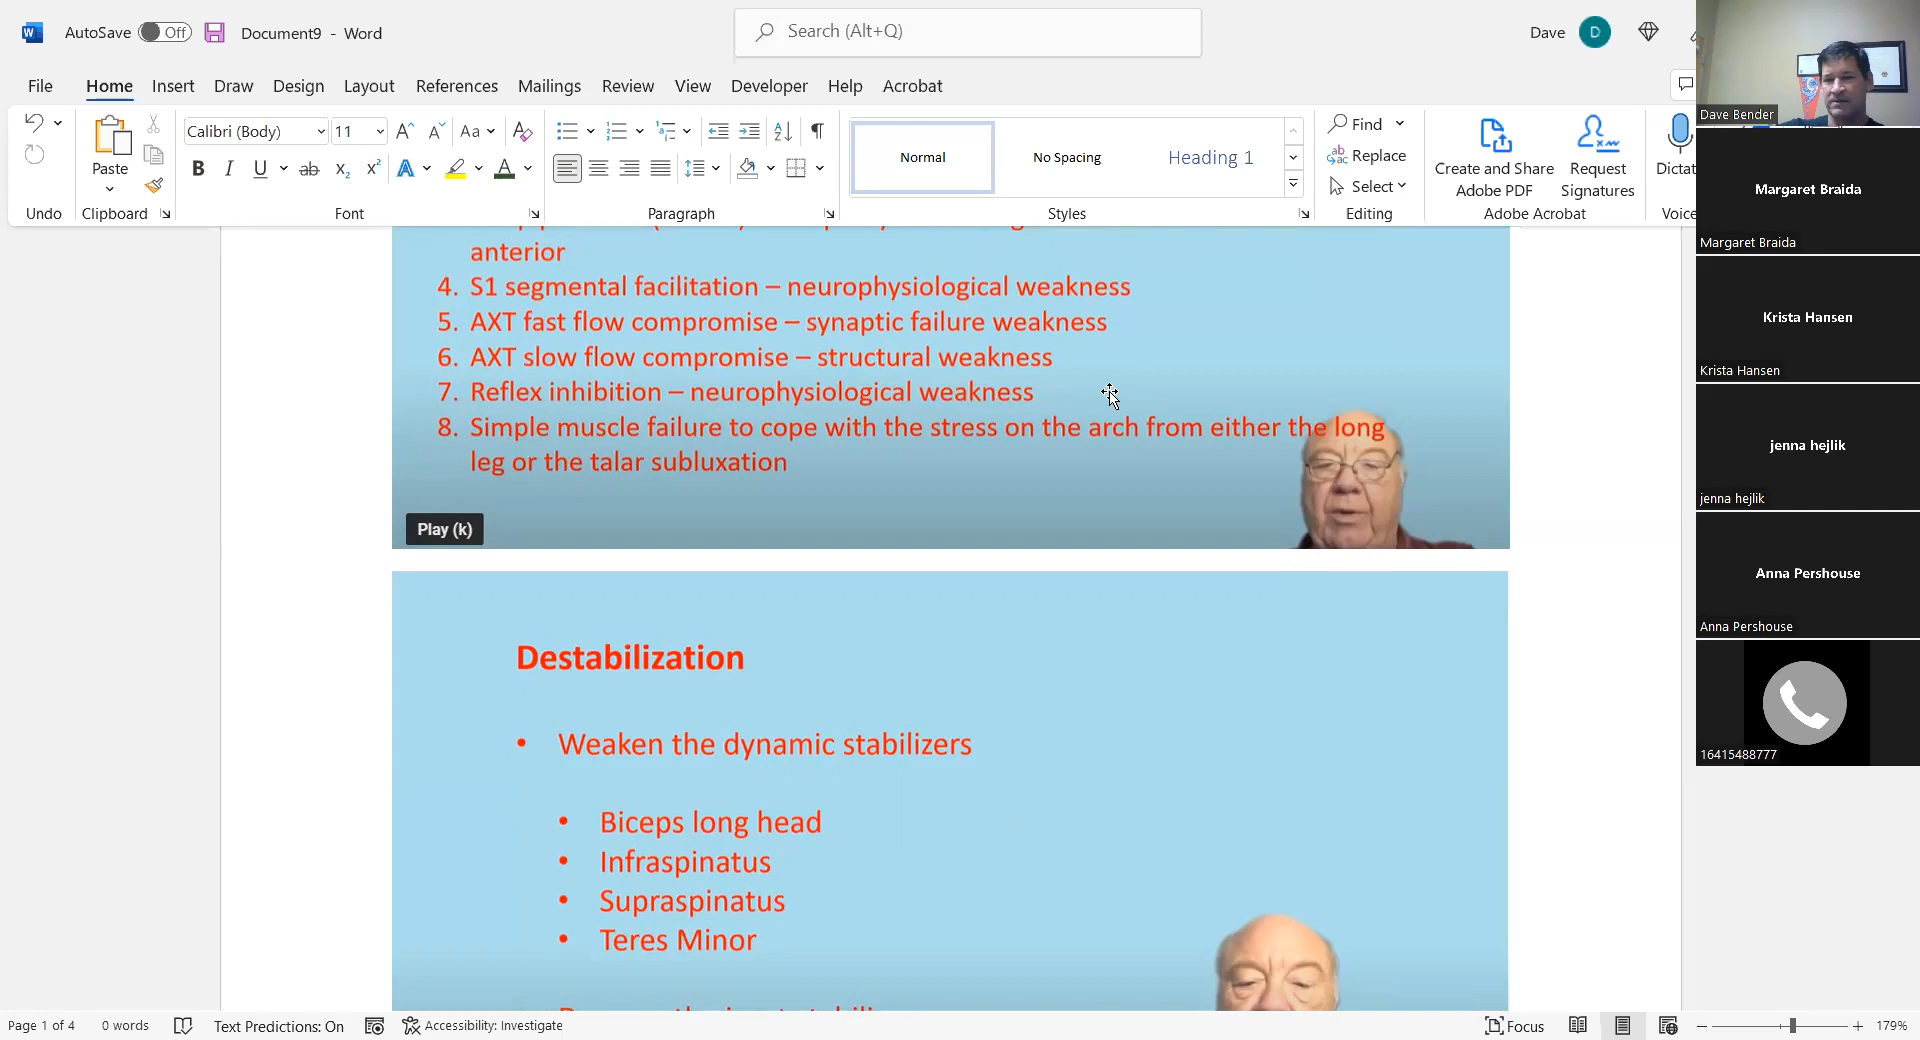 AutoSave Off Document9 - Word
Search (Alt+Q)
Dave D
File Home Insert Draw Design Layout References Mailings Review View Developer Help Acrobat
Paste
Calibri (Body) 11
Normal
No Spacing
Heading 1
Find
Replace
Select
Create and Share Adobe PDF
Request Signatures
Undo Clipboard Font Paragraph Styles Editing Adobe Acrobat Voice
anterior
4. S1 segmental facilitation – neurophysiological weakness
5. AXT fast flow compromise – synaptic failure weakness
6. AXT slow flow compromise – structural weakness
7. Reflex inhibition – neurophysiological weakness
8. Simple muscle failure to cope with the stress on the arch from either the long
leg or the talar subluxation
Play (k)
Destabilization
• Weaken the dynamic stabilizers
• Biceps long head
• Infraspinatus
• Supraspinatus
• Teres Minor
Dave Bender
Margaret Braida
Margaret Braida
Krista Hansen
Krista Hansen
jenna hejlik
jenna hejlik
Anna Pershouse
Anna Pershouse
16415488777
Page 1 of 4 0 words Text Predictions: On Accessibility: Investigate Focus 179%